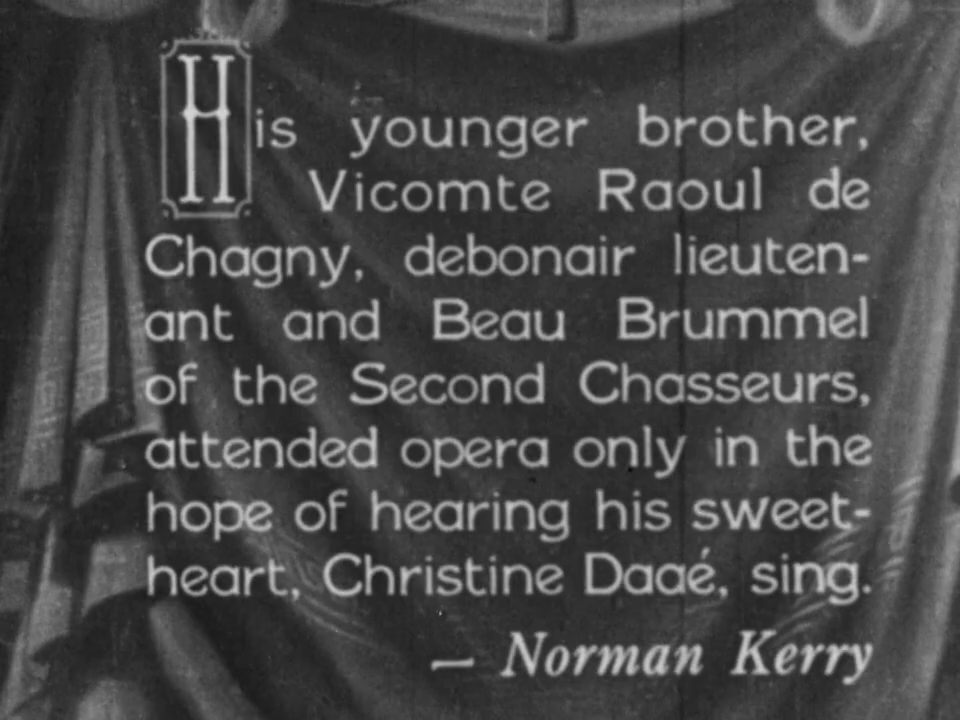 His younger brother,
Vicomte Raoul de
Chagny, debonair lieuten-
ant and Beau Brummel
of the Second Chasseurs,
attended opera only in the
hope of hearing his sweet-
heart, Christine Daaé, sing.
— Norman Kerry